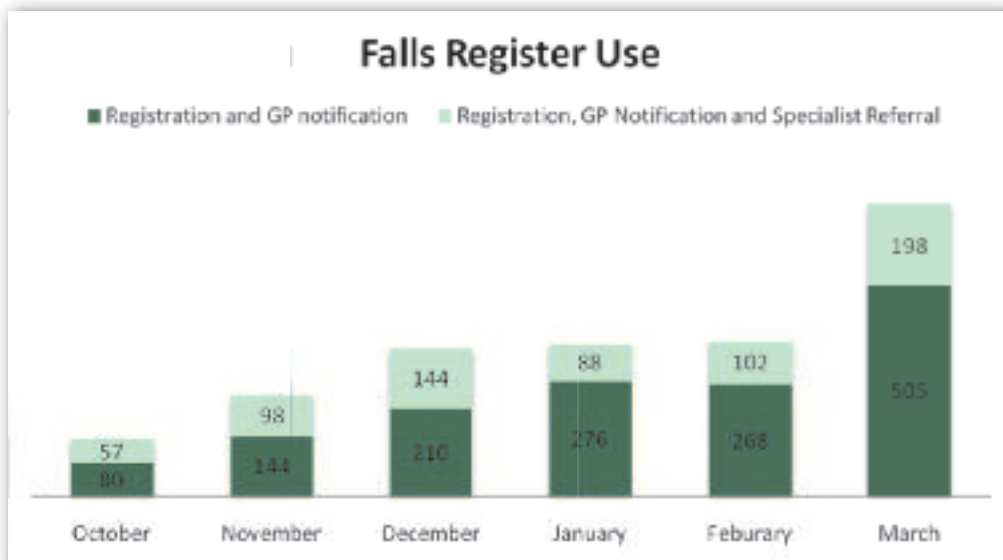 Falls Register Use
Registration and GP notification Registration, GP Notification and Specialist Referral
198
144 88 102 505
98 276 268
57 144 210
80
October November December January Feburary March